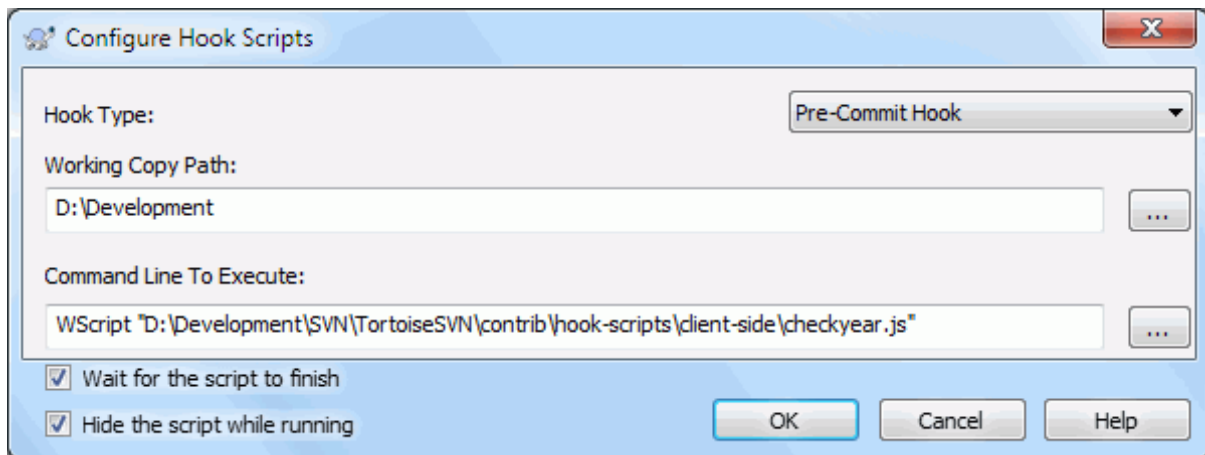 Configure Hook Scripts
Hook Type:
Pre-Commit Hook
Working Copy Path:
D:\Development
...
Command Line To Execute:
WScript "D:\Development\SVN\TortoiseSVN\contrib\hook-scripts\client-side\checkyear.js"
...
Wait for the script to finish
Hide the script while running
OK
Cancel
Help